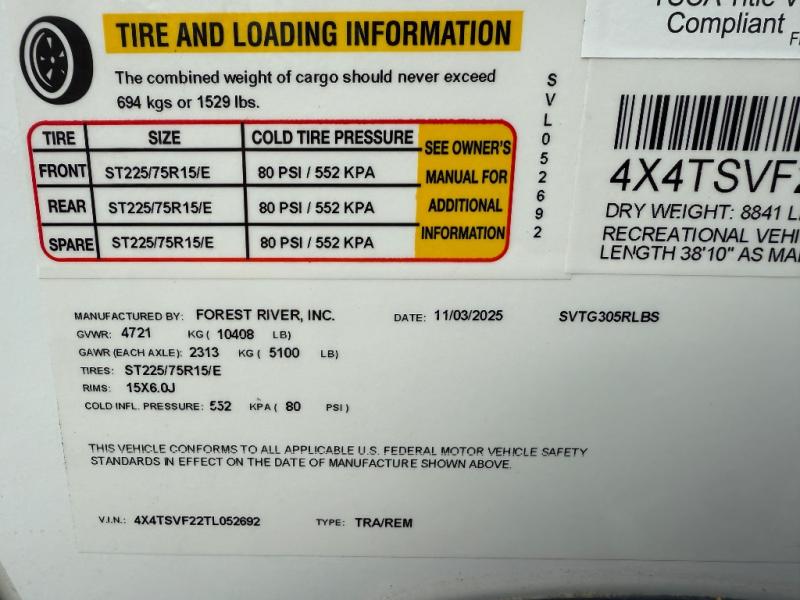 TIRE AND LOADING INFORMATION
The combined weight of cargo should never exceed
694 kgs or 1529 lbs.
TIRE SIZE COLD TIRE PRESSURE
FRONT ST225/75R15/E 80 PSI / 552 KPA
REAR ST225/75R15/E 80 PSI / 552 KPA
SPARE ST225/75R15/E 80 PSI / 552 KPA
SEE OWNER'S
MANUAL FOR
ADDITIONAL
INFORMATION
SVL052692
Compliant
4X4TSVF2
DRY WEIGHT: 8841 L
RECREATIONAL VEHI
LENGTH 38'10" AS MA
MANUFACTURED BY: FOREST RIVER, INC. DATE: 11/03/2025 SVTG305RLBS
GVWR: 4721 KG ( 10408 LB)
GAWR (EACH AXLE): 2313 KG ( 5100 LB)
TIRES: ST225/75R15/E
RIMS: 15X6.0J
COLD INFL. PRESSURE: 552 KPA ( 80 PSI )
THIS VEHICLE CONFORMS TO ALL APPLICABLE U.S. FEDERAL MOTOR VEHICLE SAFETY
STANDARDS IN EFFECT ON THE DATE OF MANUFACTURE SHOWN ABOVE.
V.I.N.: 4X4TSVF22TL052692 TYPE: TRA/REM